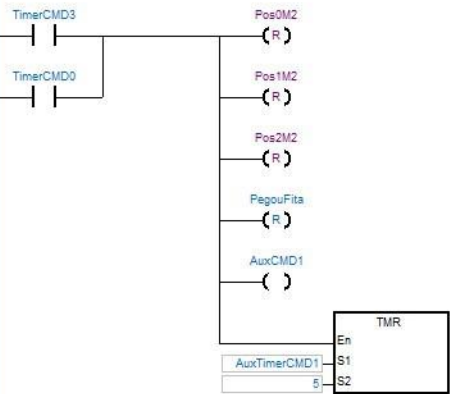 TimerCMD3
Pos0M2
R
TimerCMD0
Pos1M2
R
Pos2M2
R
PegouFita
R
AuxCMD1
TMR
En
AuxTimerCMD1 S1
5 S2